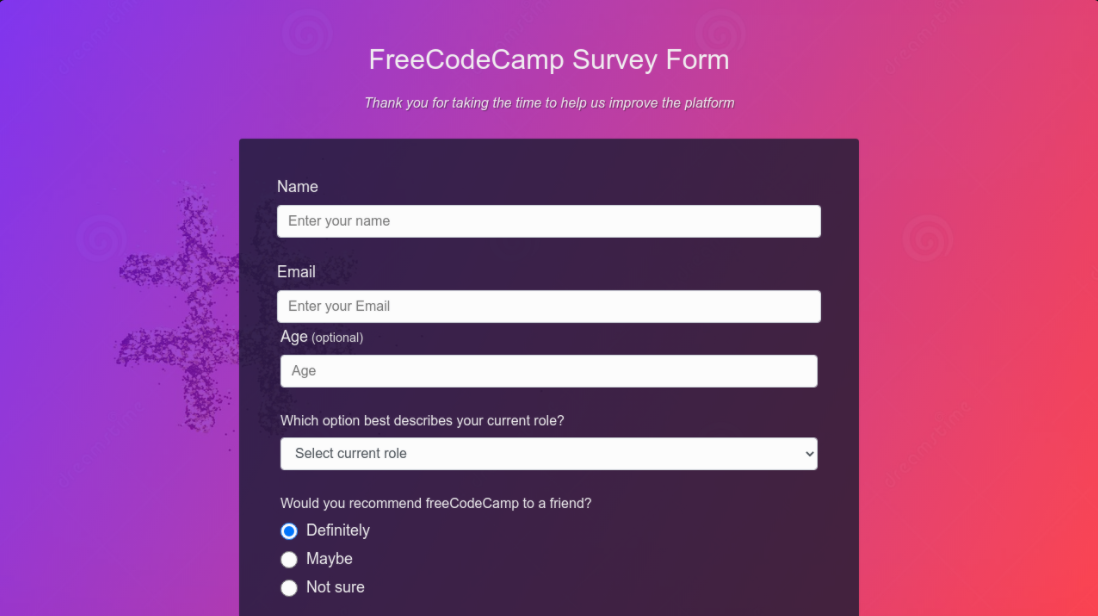 FreeCodeCamp Survey Form
Thank you for taking the time to help us improve the platform
Name
Enter your name
Email
Enter your Email
Age (optional)
Age
Which option best describes your current role?
Select current role
Would you recommend freeCodeCamp to a friend?
Definitely
Maybe
Not sure